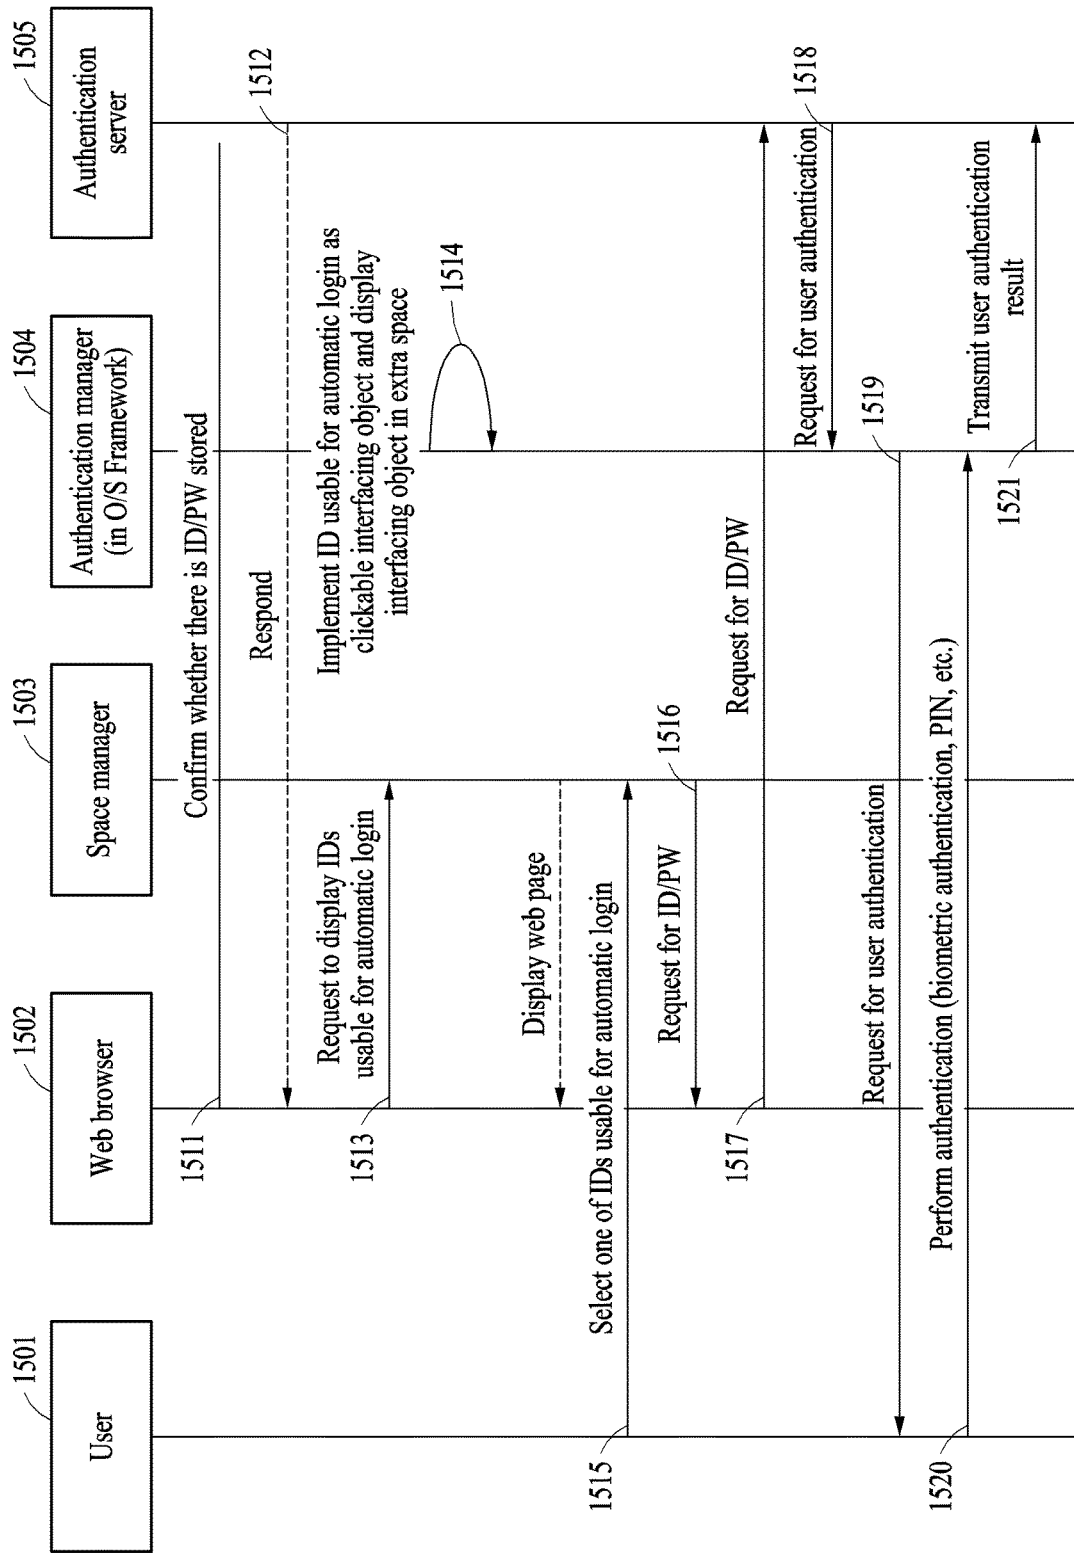 1501
1502
1503
1504
1505
User
Web browser
Space manager
Authentication manager
(in O/S Framework)
Authentication
server
1511
Confirm whether there is ID/PW stored
Respond
1512
1513
Request to display IDs
usable for automatic login
Implement ID usable for automatic login as
clickable interfacing object and display
interfacing object in extra space
1514
Display web page
1515
Select one of IDs usable for automatic login
Request for ID/PW
1516
1517
Request for ID/PW
Request for user authentication
1518
Request for user authentication
1519
1520
Perform authentication (biometric authentication, PIN, etc.)
1521
Transmit user authentication
result